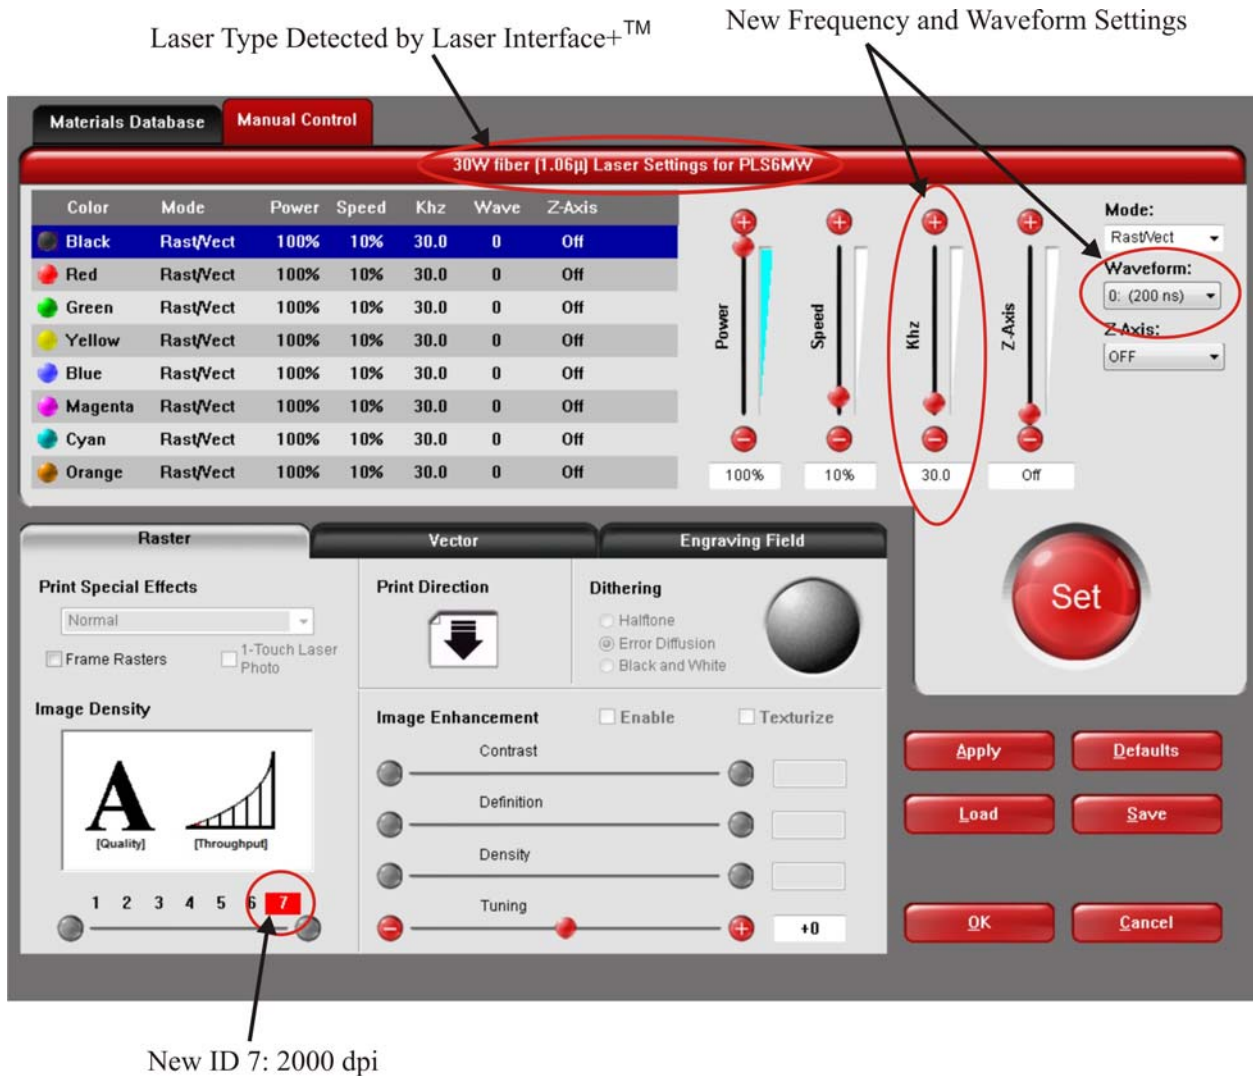 Laser Type Detected by Laser Interface+™
New Frequency and Waveform Settings
Materials Database
Manual Control
30W fiber (1.06µ) Laser Settings for PLS6MW
Color Mode Power Speed Khz Wave Z-Axis
Black Rast/Vect 100% 10% 30.0 0 Off
Red Rast/Vect 100% 10% 30.0 0 Off
Green Rast/Vect 100% 10% 30.0 0 Off
Yellow Rast/Vect 100% 10% 30.0 0 Off
Blue Rast/Vect 100% 10% 30.0 0 Off
Magenta Rast/Vect 100% 10% 30.0 0 Off
Cyan Rast/Vect 100% 10% 30.0 0 Off
Orange Rast/Vect 100% 10% 30.0 0 Off
Power
Speed
Khz
Z-Axis
100% 10% 30.0 Off
Mode:
Rast/Vect
Waveform:
0: (200 ns)
Z-Axis:
OFF
Set
Raster
Vector
Engraving Field
Print Special Effects
Normal
Frame Rasters
1-Touch Laser
Photo
Print Direction
Dithering
Halftone
Error Diffusion
Black and White
Image Density
A
[Quality] [Throughput]
1 2 3 4 5 6 7
Image Enhancement
Enable
Texturize
Contrast
Definition
Density
Tuning
+0
Apply
Defaults
Load
Save
OK
Cancel
New ID 7: 2000 dpi